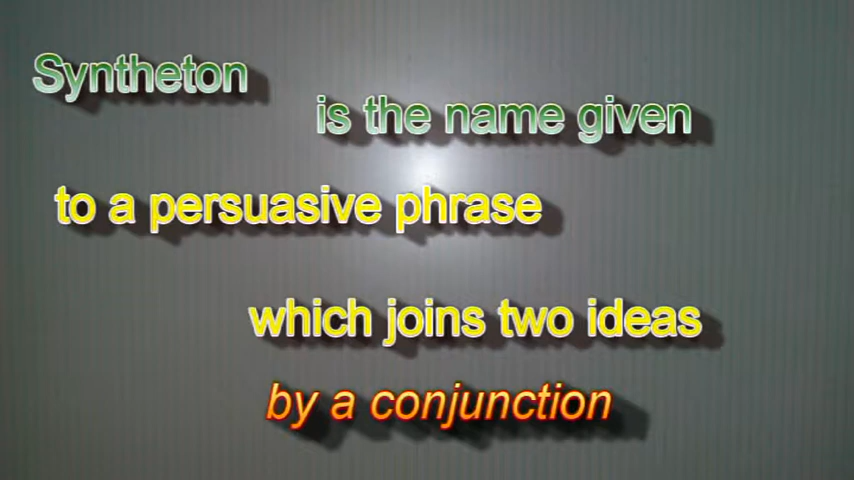 Syntheton
is the name given
to a persuasive phrase
which joins two ideas
by a conjunction